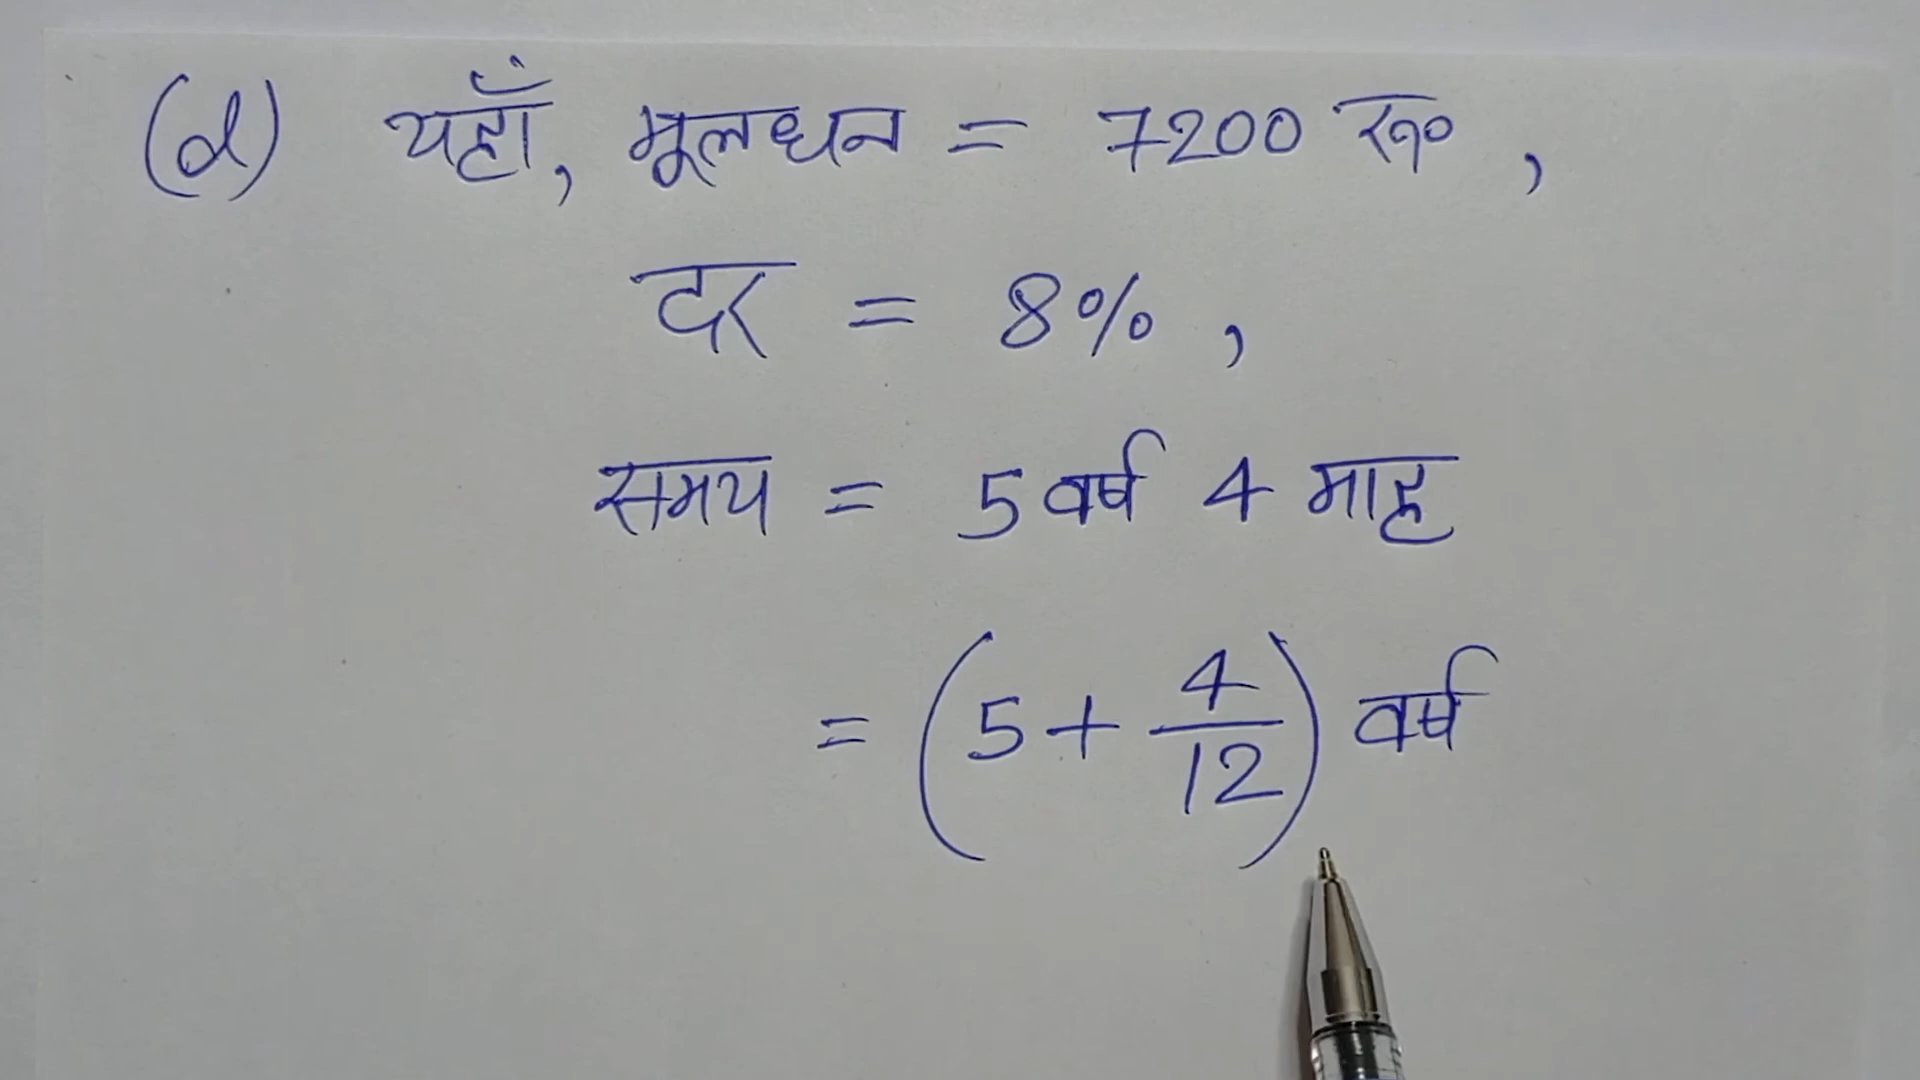 (d) यहाँ, मूलधन = 7200 रु०,
दर = 8%,
समय = 5 वर्ष 4 माह
= (5 + 4/12) वर्ष